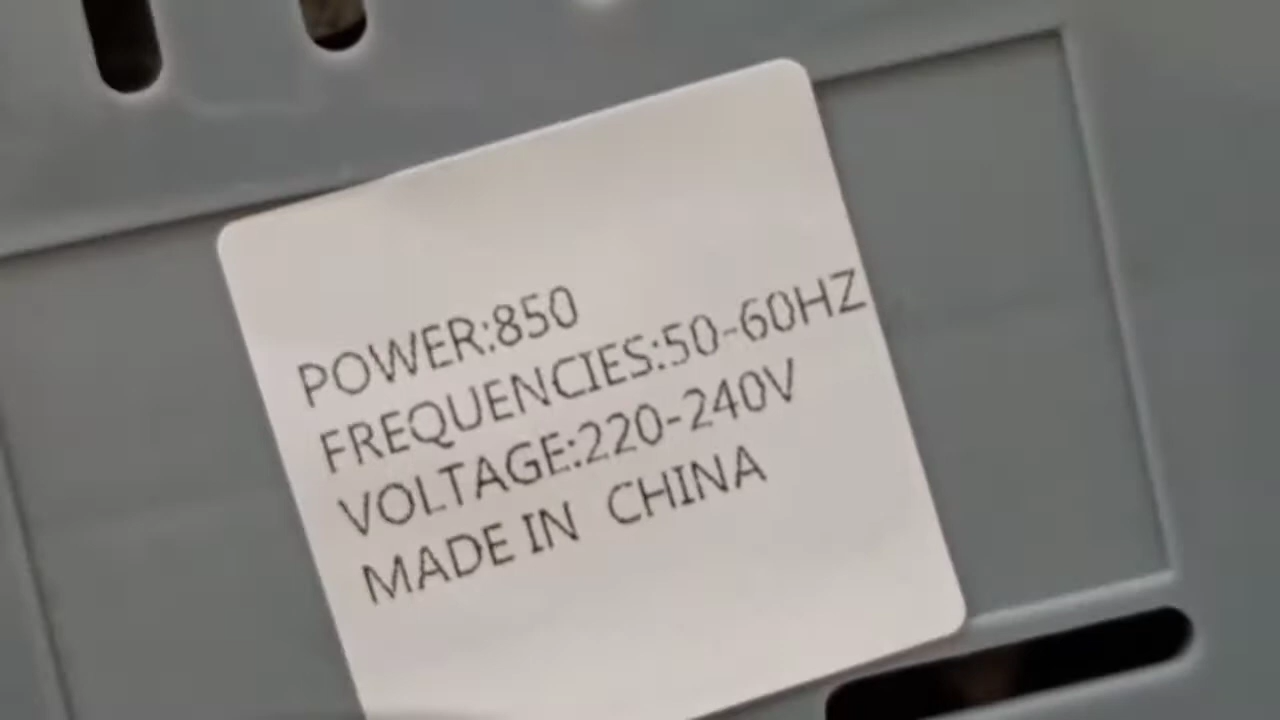 POWER:850
FREQUENCIES:50-60HZ
VOLTAGE:220-240V
MADE IN CHINA